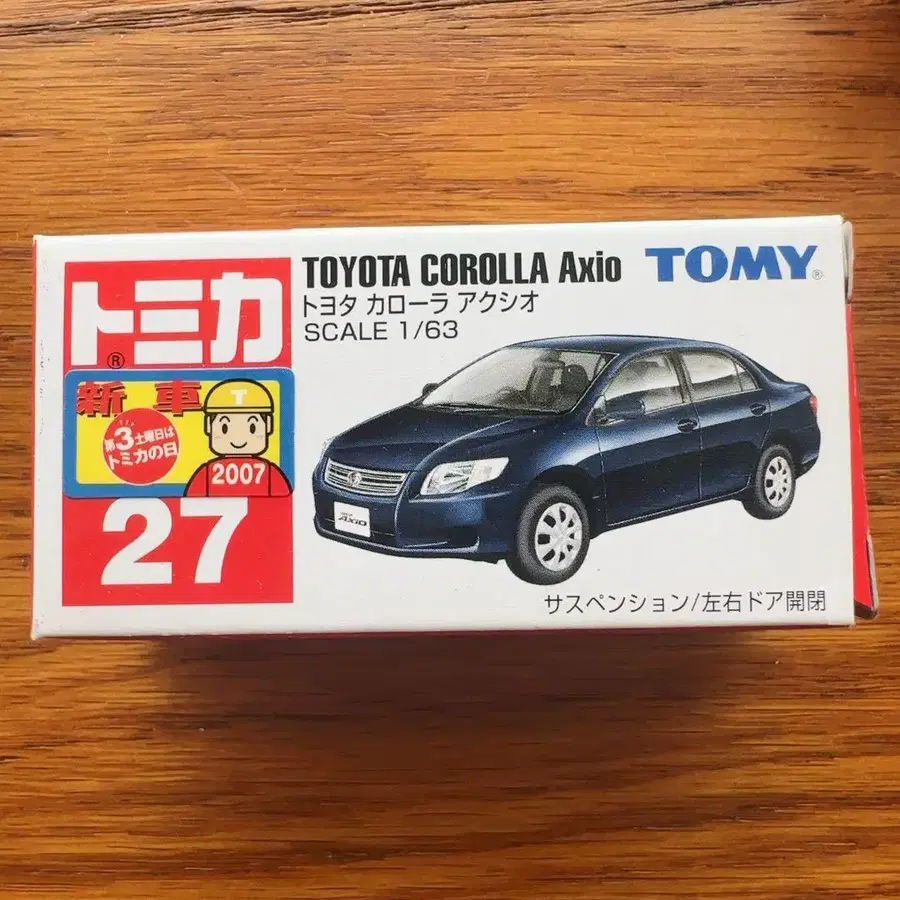 トミカ
®
新車
第3土曜日は
トミカの日
T
2007
27
TOYOTA COROLLA Axio
トヨタ カローラ アクシオ
SCALE 1/63
TOMY®
AXIO
サスペンション/左右ドア開閉